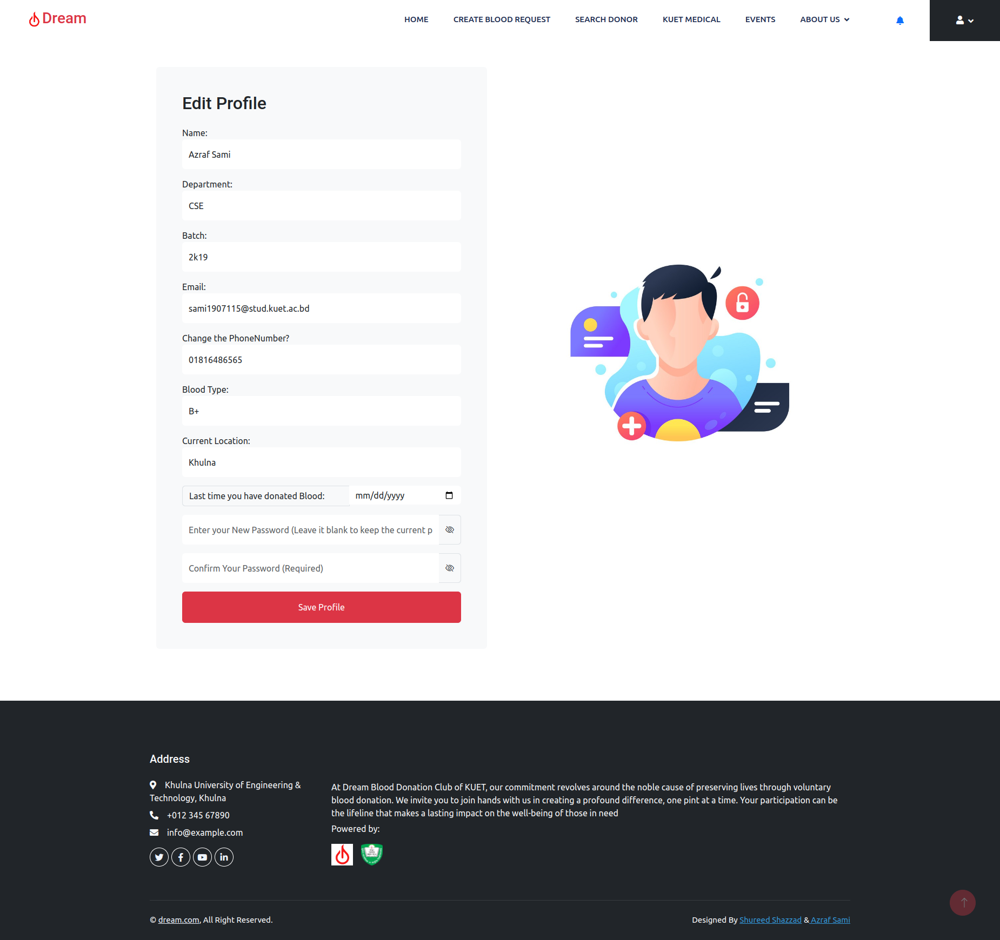 Dream
HOME
CREATE BLOOD REQUEST
SEARCH DONOR
KUET MEDICAL
EVENTS
ABOUT US
Edit Profile
Name:
Azraf Sami
Department:
CSE
Batch:
2k19
Email:
sami1907115@stud.kuet.ac.bd
Change the PhoneNumber?
01816486565
Blood Type:
B+
Current Location:
Khulna
Last time you have donated Blood:
mm/dd/yyyy
Enter your New Password (Leave it blank to keep the current p
Confirm Your Password (Required)
Save Profile
Address
Khulna University of Engineering &
Technology, Khulna
+012 345 67890
info@example.com
At Dream Blood Donation Club of KUET, our commitment revolves around the noble cause of preserving lives through voluntary
blood donation. We invite you to join hands with us in creating a profound difference, one pint at a time. Your participation can be
the lifeline that makes a lasting impact on the well-being of those in need
Powered by:
© dream.com, All Right Reserved.
Designed By Shureed Shazzad & Azraf Sami